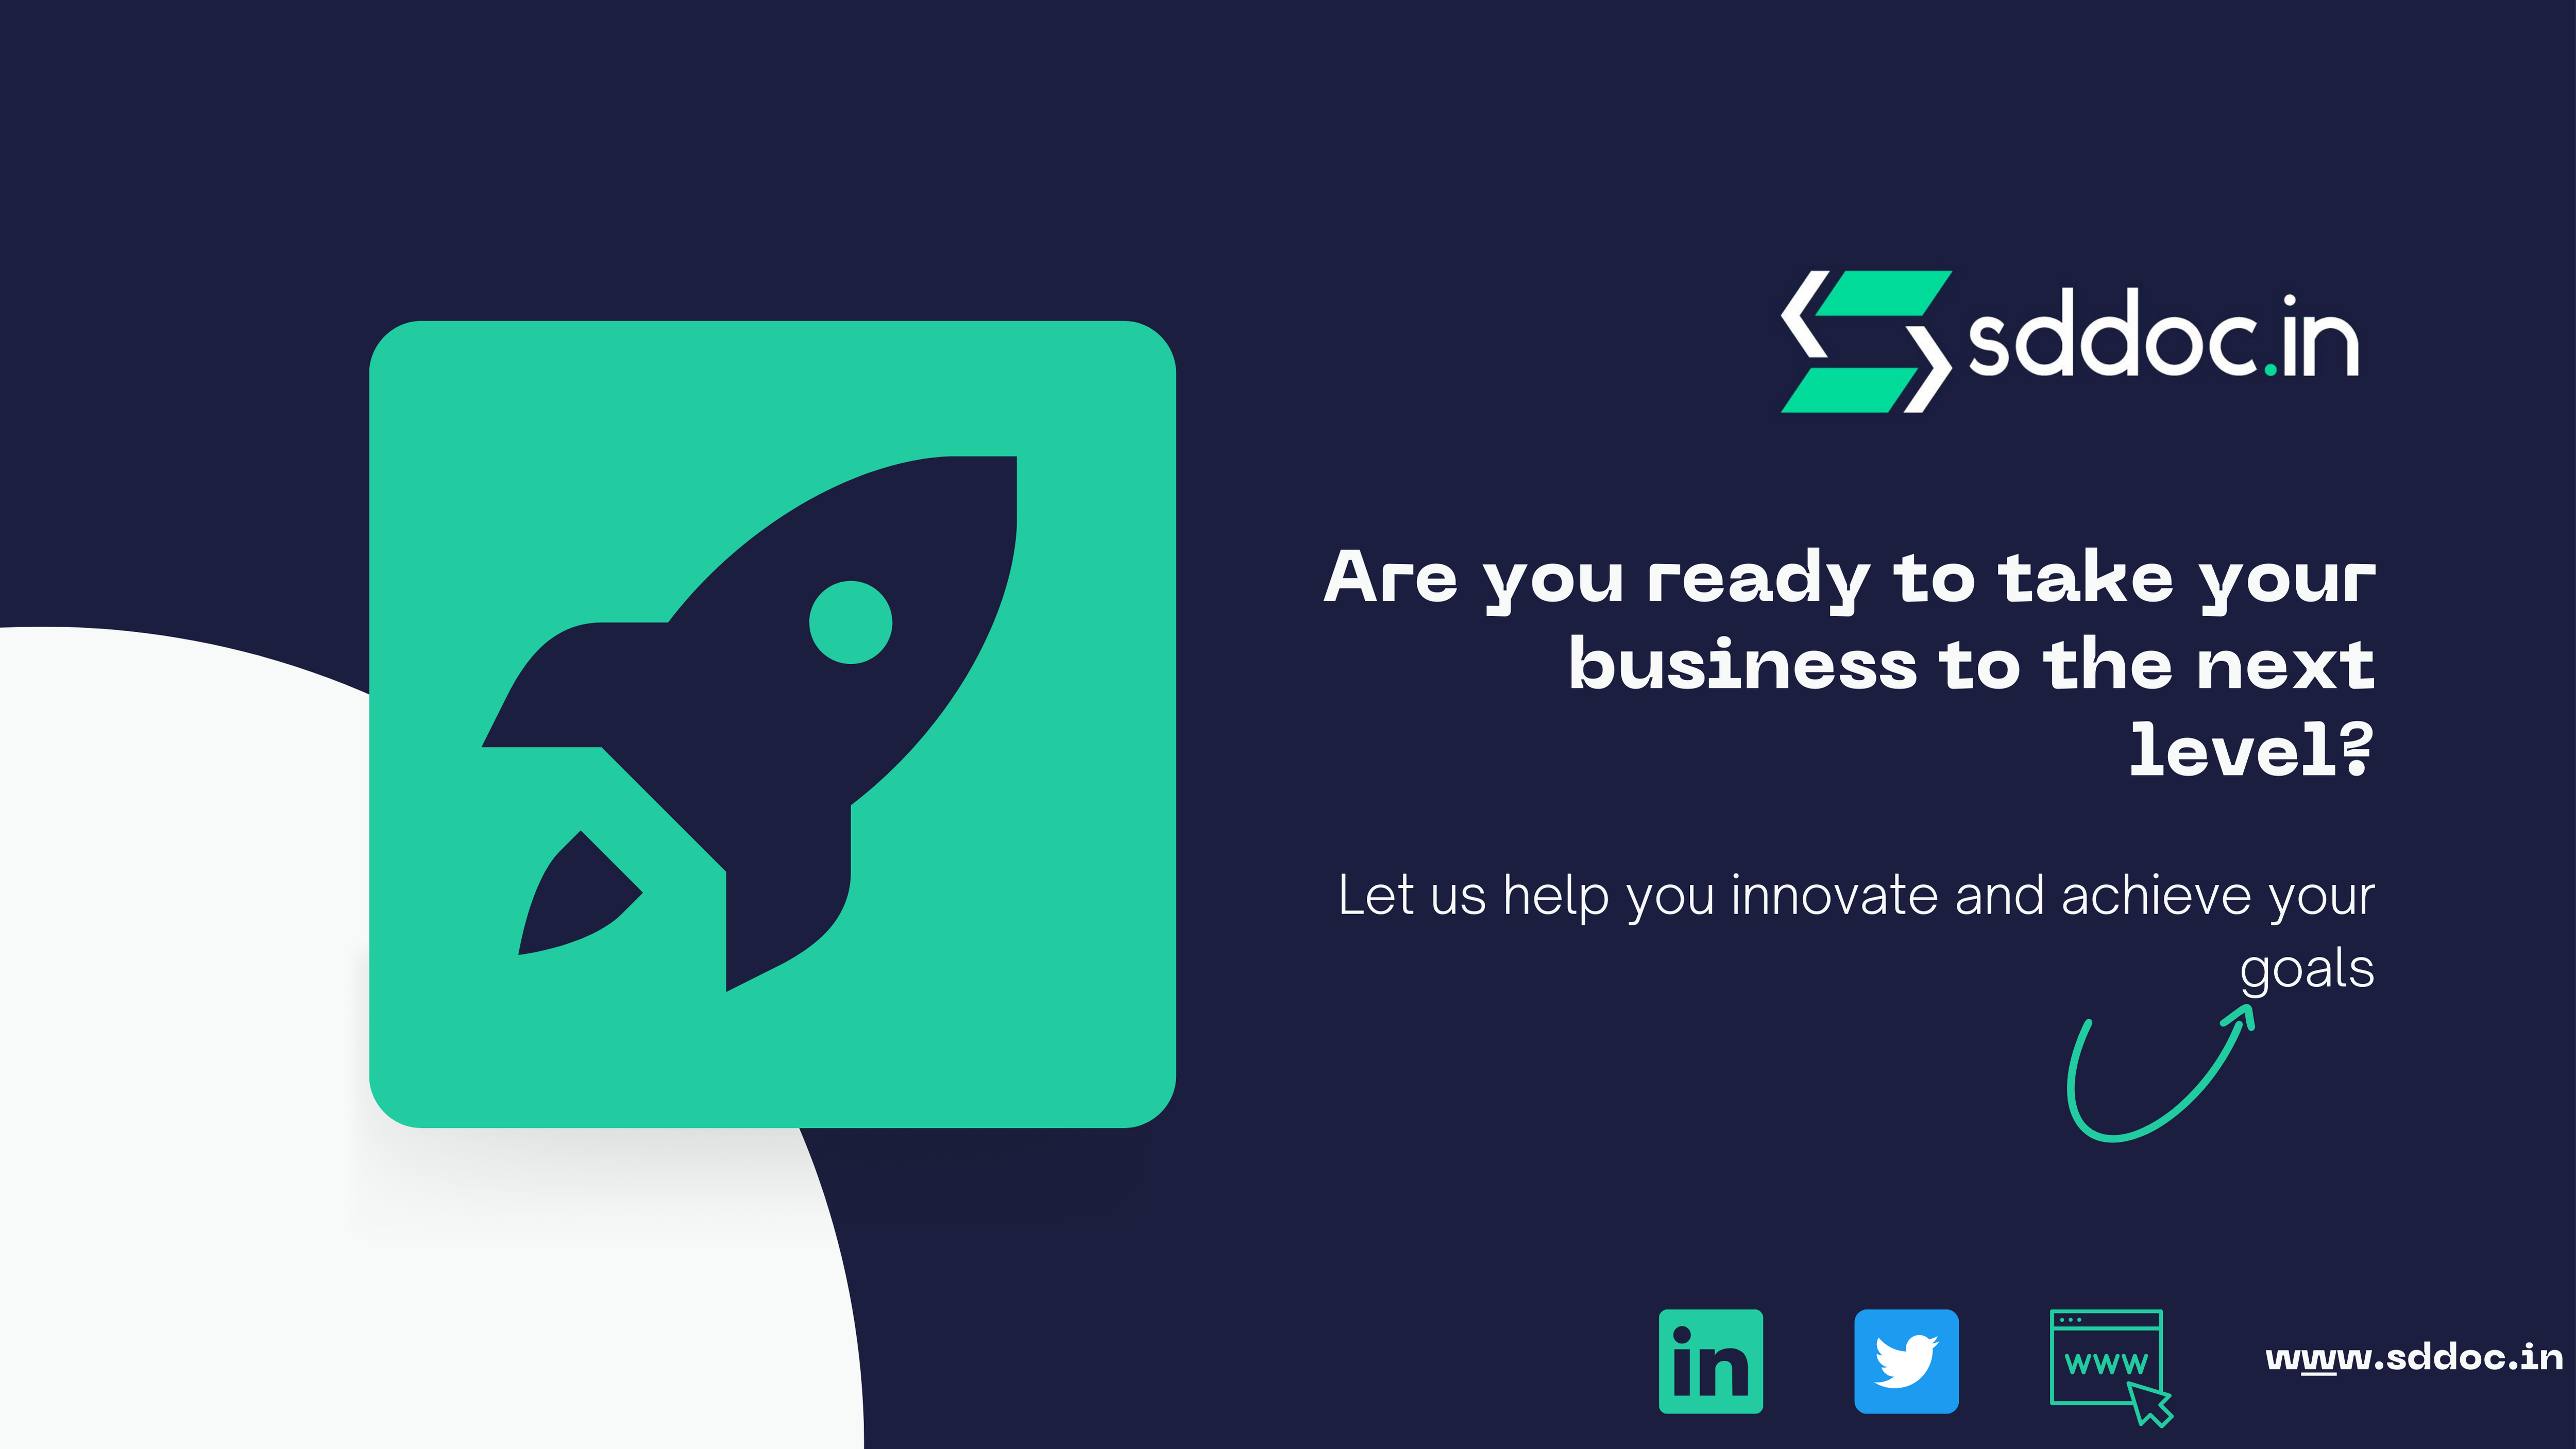 sddoc.in
Are you ready to take your
business to the next
level?
Let us help you innovate and achieve your
goals
in
www
www.sddoc.in